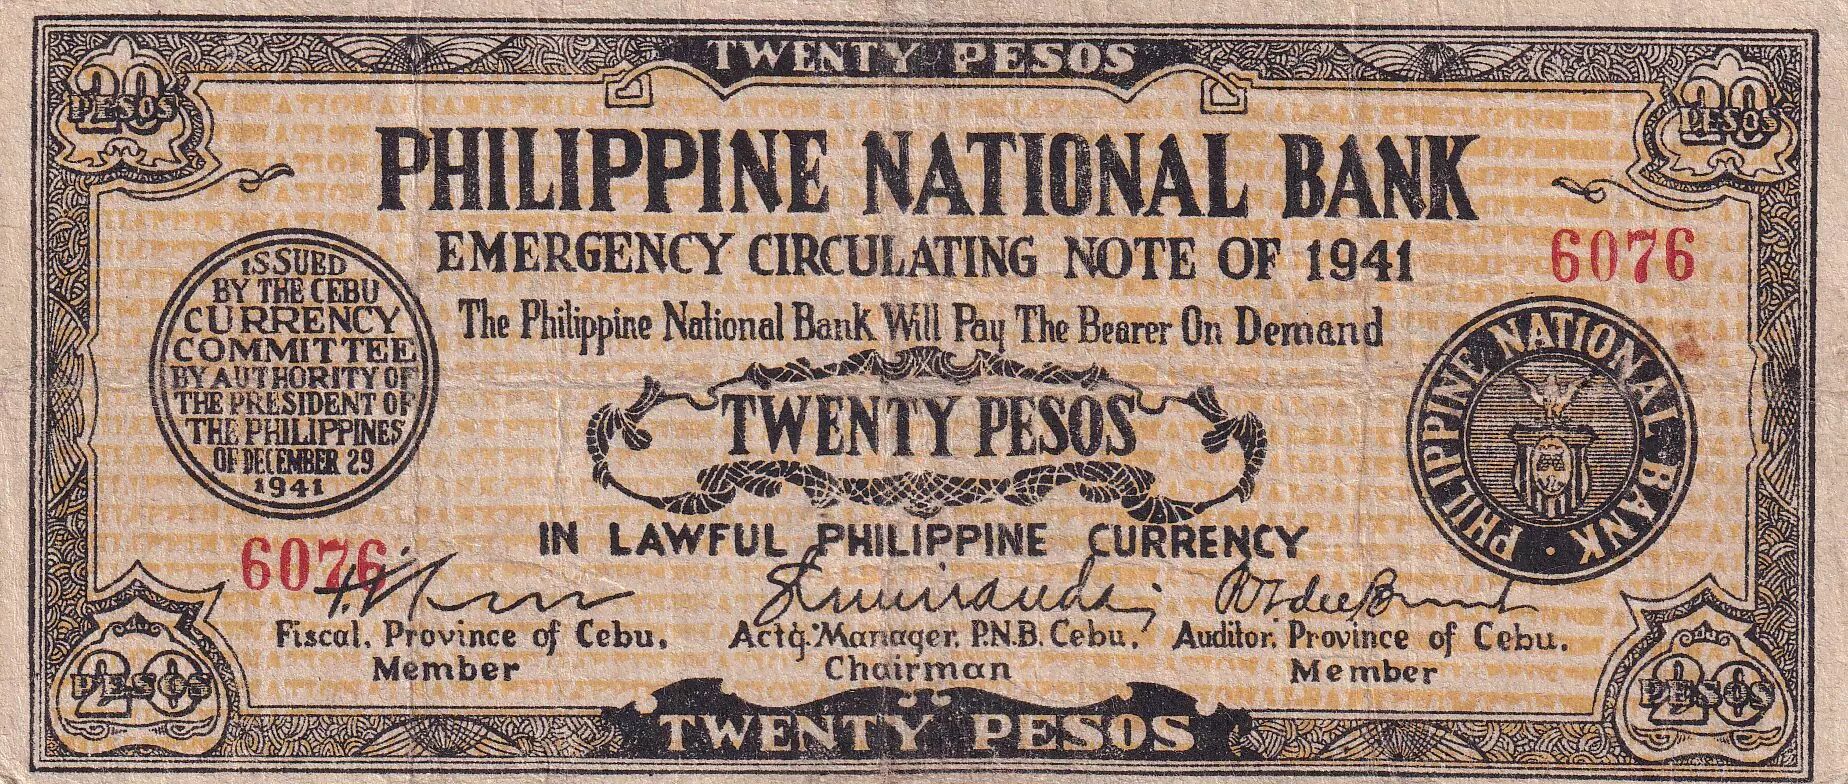 TWENTY PESOS
20 PESOS
20 PESOS
PHILIPPINE NATIONAL BANK
EMERGENCY CIRCULATING NOTE OF 1941
6076
The Philippine National Bank Will Pay The Bearer On Demand
ISSUED
BY THE CEBU
CURRENCY
COMMITTEE
BY AUTHORITY OF
THE PRESIDENT OF
THE PHILIPPINES
OF DECEMBER 29
1941
TWENTY PESOS
PHILIPPINE NATIONAL BANK
IN LAWFUL PHILIPPINE CURRENCY
6076
Fiscal, Province of Cebu,
Member
Actg. Manager, P.N.B. Cebu,
Chairman
Auditor, Province of Cebu.
Member
20 PESOS
20 PESOS
TWENTY PESOS